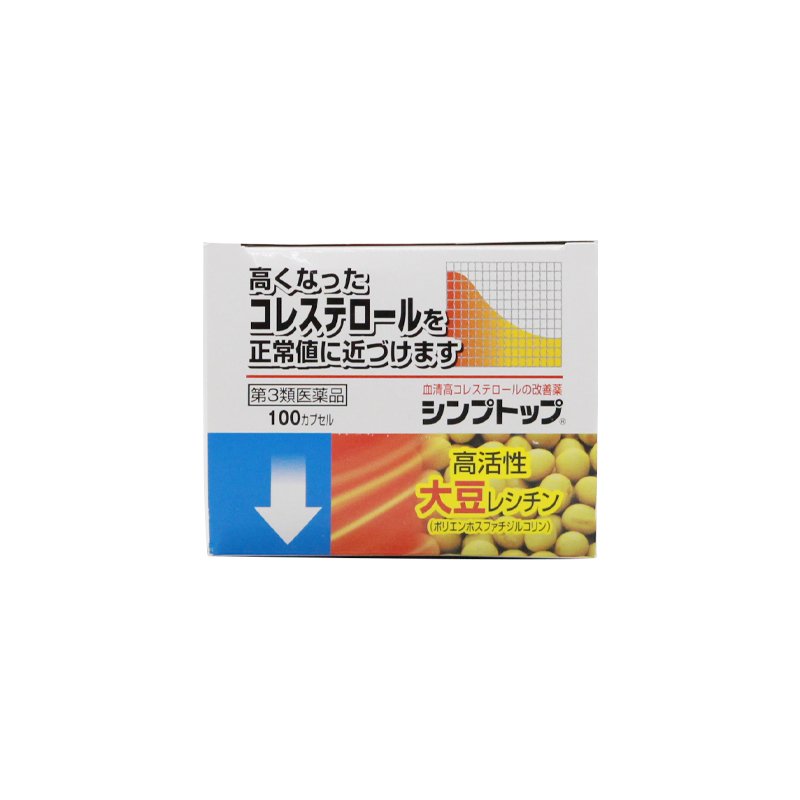 高くなった
コレステロールを
正常値に近づけます
第3類医薬品
100カプセル
血清高コレステロールの改善薬
シンプトップ®
高活性
大豆レシチン
(ポリエンホスファチジルコリン)